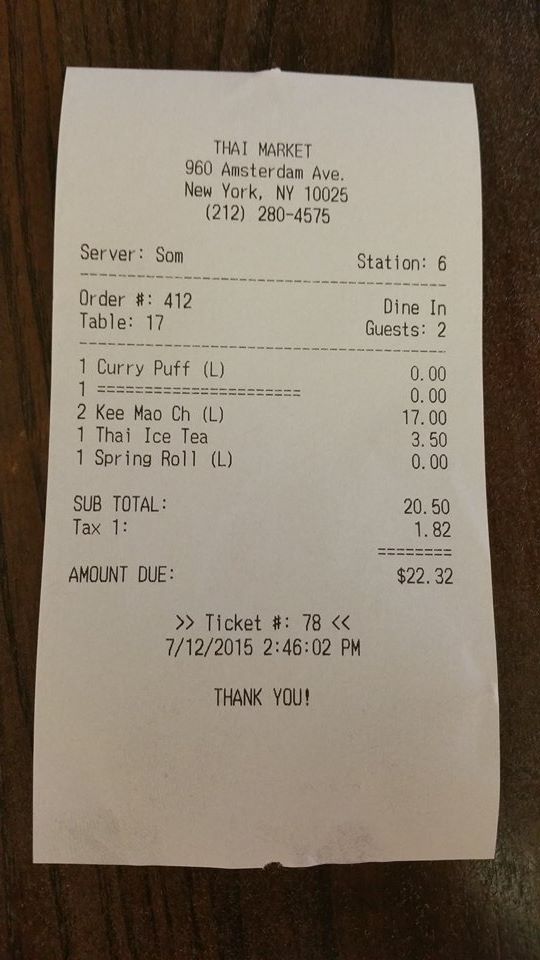 THAI MARKET
960 Amsterdam Ave.
New York, NY 10025
(212) 280-4575
Server: Som Station: 6
--------------------------------------
Order #: 412 Dine In
Table: 17 Guests: 2
--------------------------------------
1 Curry Puff (L) 0.00
1 ===================== 0.00
2 Kee Mao Ch (L) 17.00
1 Thai Ice Tea 3.50
1 Spring Roll (L) 0.00
SUB TOTAL: 20.50
Tax 1: 1.82
========
AMOUNT DUE: $22.32
>> Ticket #: 78 <<
7/12/2015 2:46:02 PM
THANK YOU!